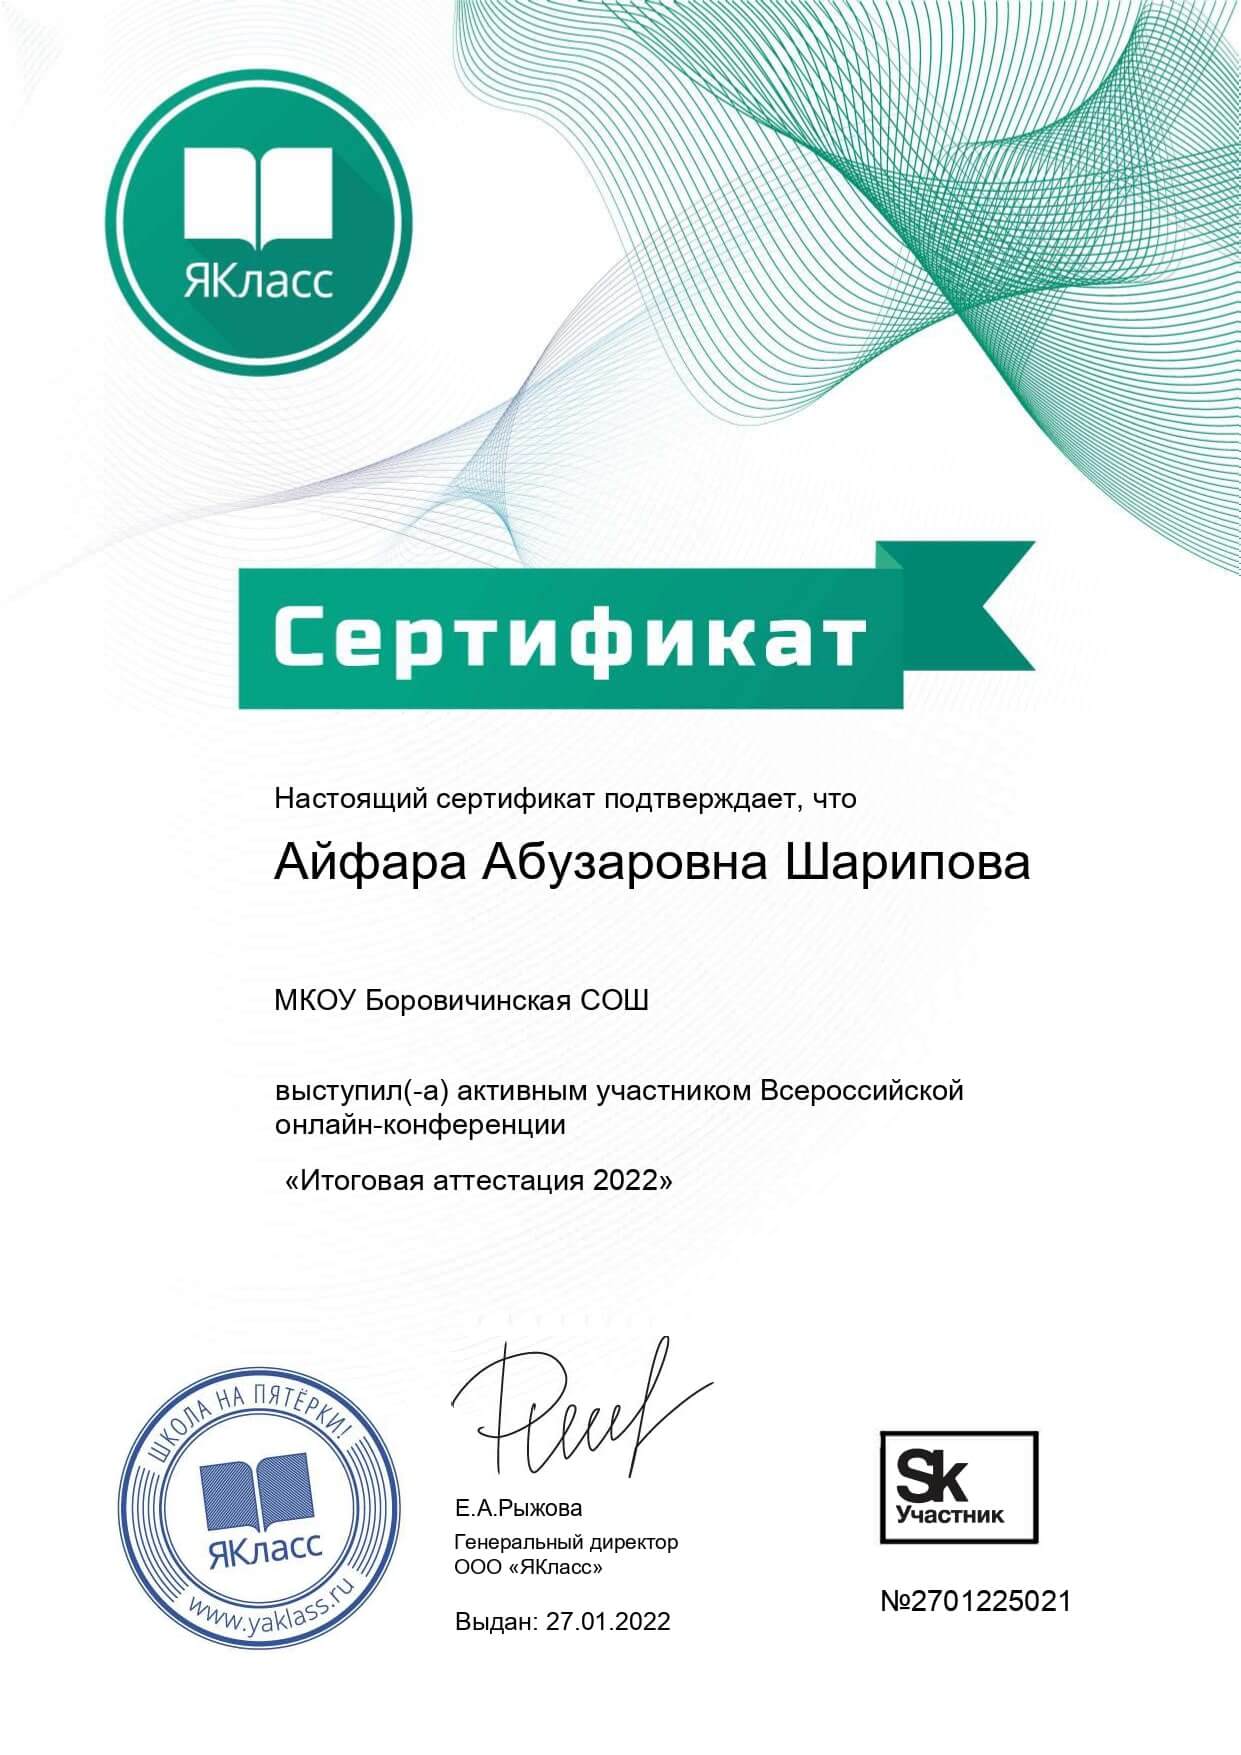 ЯКласс
Сертификат
Настоящий сертификат подтверждает, что
Айфара Абузаровна Шарипова
МКОУ Боровичинская СОШ
выступил(-а) активным участником Всероссийской
онлайн-конференции
«Итоговая аттестация 2022»
ШКОЛА НА ПЯТЁРКИ!
ЯКласс
www.yaklass.ru
Е.А.Рыжова
Генеральный директор
ООО «ЯКласс»
Выдан: 27.01.2022
Sk
Участник
№2701225021